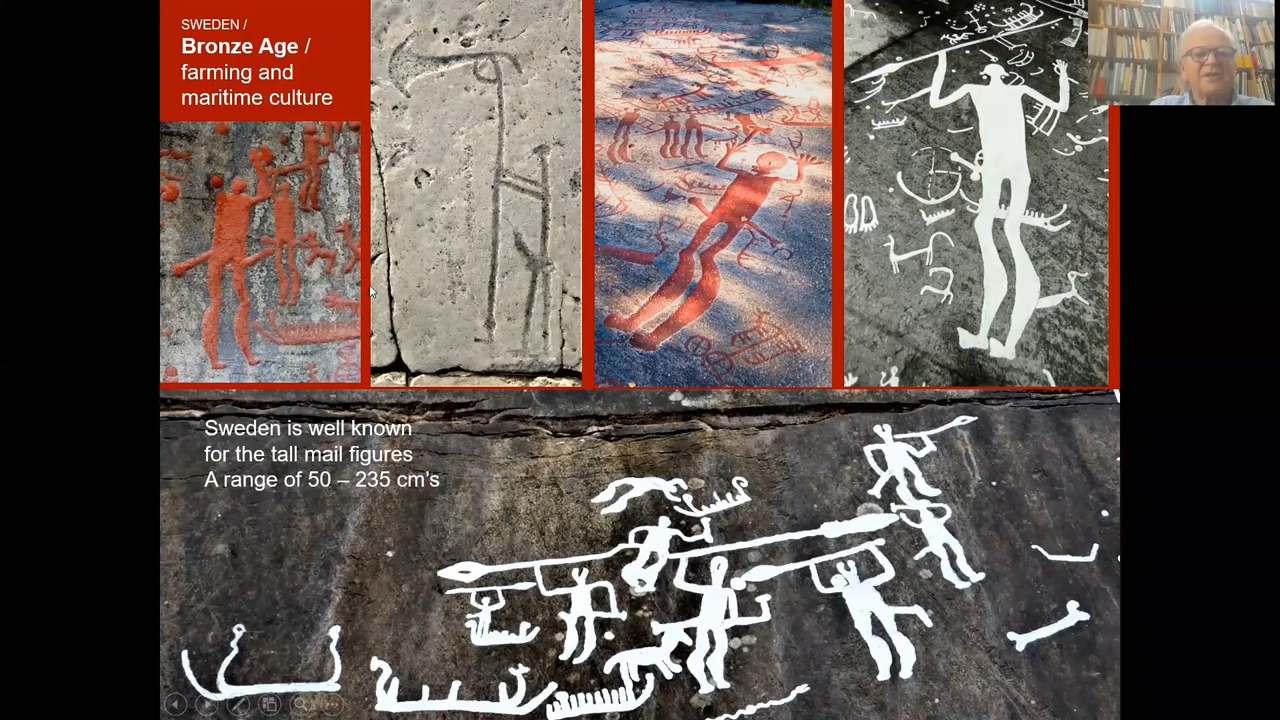 SWEDEN /
Bronze Age /
farming and
maritime culture
Sweden is well known
for the tall mail figures
A range of 50 – 235 cm's